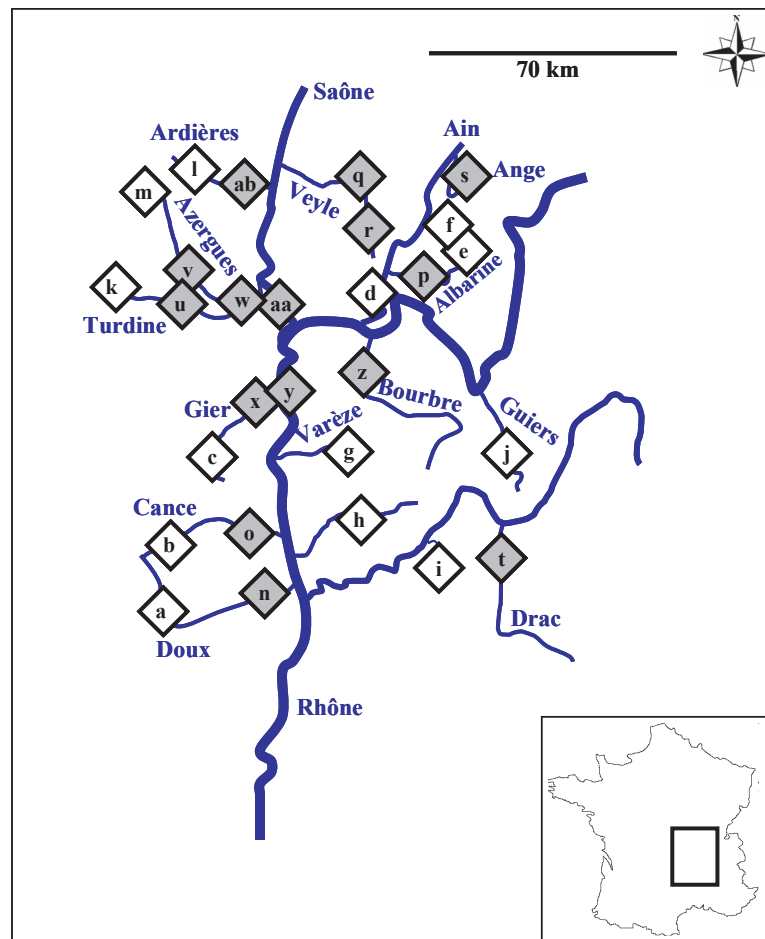 N
70 km
Saône
Ardières
Ain
l
ab
q
s
Ange
m
Veyle
Azergues
r
f
e
v
p
Albarine
k
u
w
aa
d
Turdine
z
Bourbre
x
y
Gier
Varèze
Guiers
c
g
j
Cance
h
o
b
i
t
n
a
Doux
Drac
Rhône